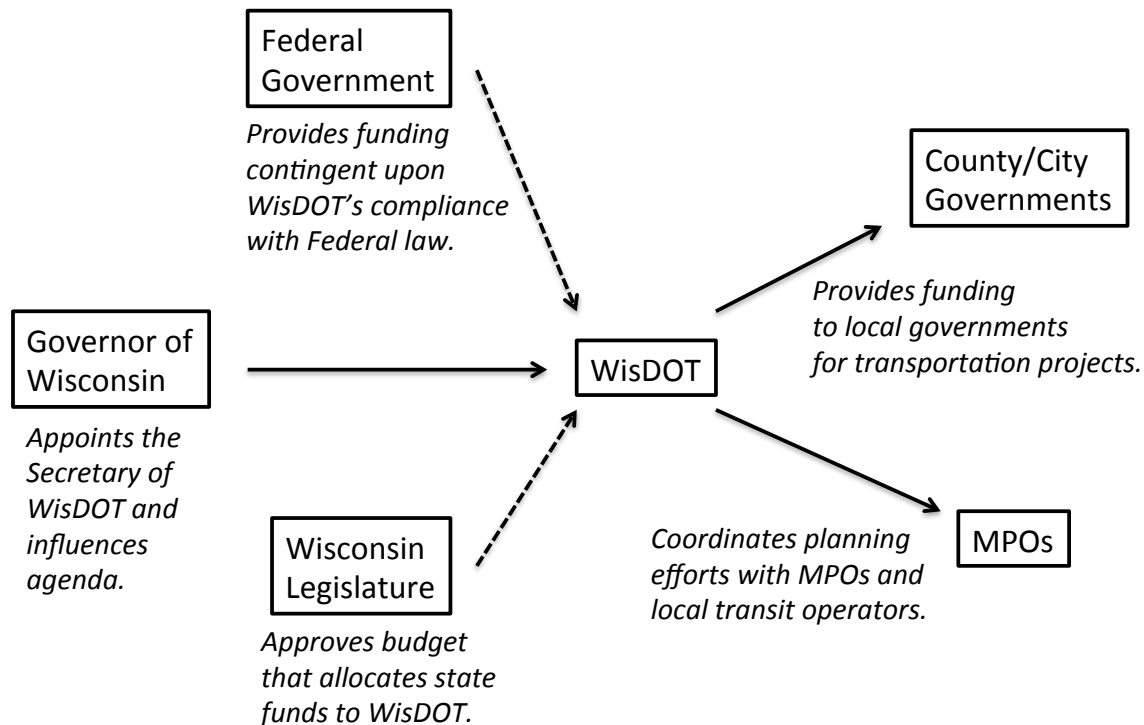 Federal
Government
Provides funding
contingent upon
WisDOT's compliance
with Federal law.
County/City
Governments
Provides funding
to local governments
for transportation projects.
Governor of
Wisconsin
Appoints the
Secretary of
WisDOT and
influences
agenda.
WisDOT
Wisconsin
Legislature
Approves budget
that allocates state
funds to WisDOT.
Coordinates planning
efforts with MPOs and
local transit operators.
MPOs